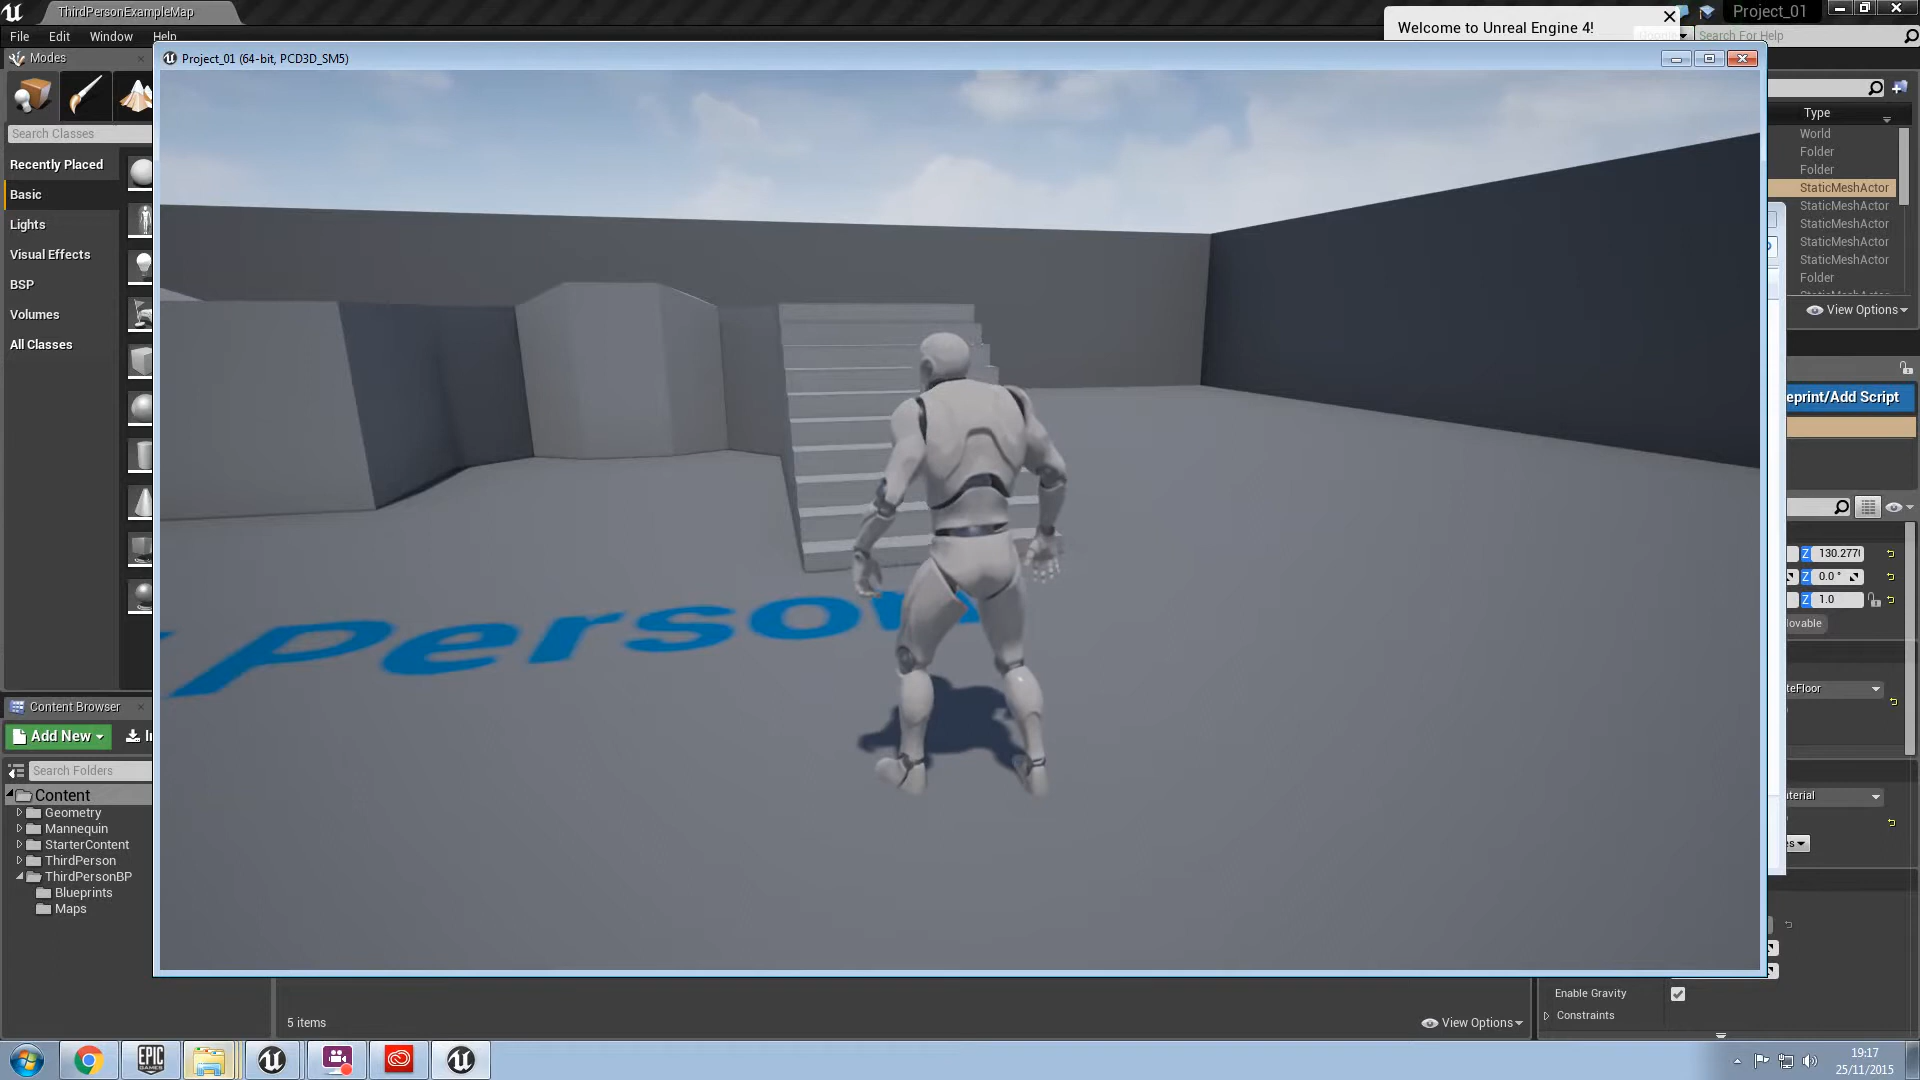 ThirdPersonExampleMap
Welcome to Unreal Engine 4!
Project_01
File Edit Window Help
Search For Help
Modes
Project_01 (64-bit, PCD3D_SM5)
Search Classes
Recently Placed
Basic
Lights
Visual Effects
BSP
Volumes
All Classes
Type
World
Folder
Folder
StaticMeshActor
StaticMeshActor
StaticMeshActor
StaticMeshActor
StaticMeshActor
Folder
View Options
eprint/Add Script
Z 130.277
Z 0.0 °
Z 1.0
lovable
Person
Content Browser
Add New
Search Folders
Content
Geometry
Mannequin
StarterContent
ThirdPerson
ThirdPersonBP
Blueprints
Maps
teFloor
terial
Enable Gravity
Constraints
5 items
View Options
EPIC
GAMES
19:17
25/11/2015